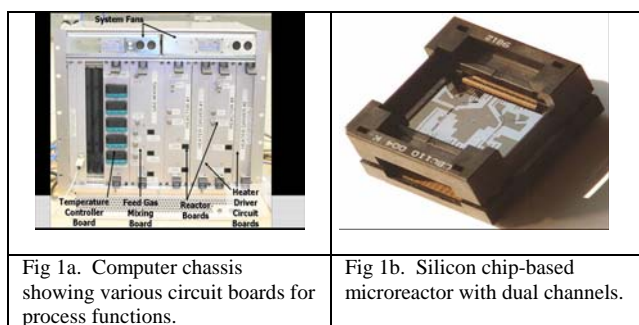 System Fans
Temperature
Controller
Board
Feed Gas
Mixing
Board
Reactor
Boards
Heater
Driver
Circuit
Boards
Fig 1a. Computer chassis
showing various circuit boards for
process functions.
9812
Fig 1b. Silicon chip-based
microreactor with dual channels.